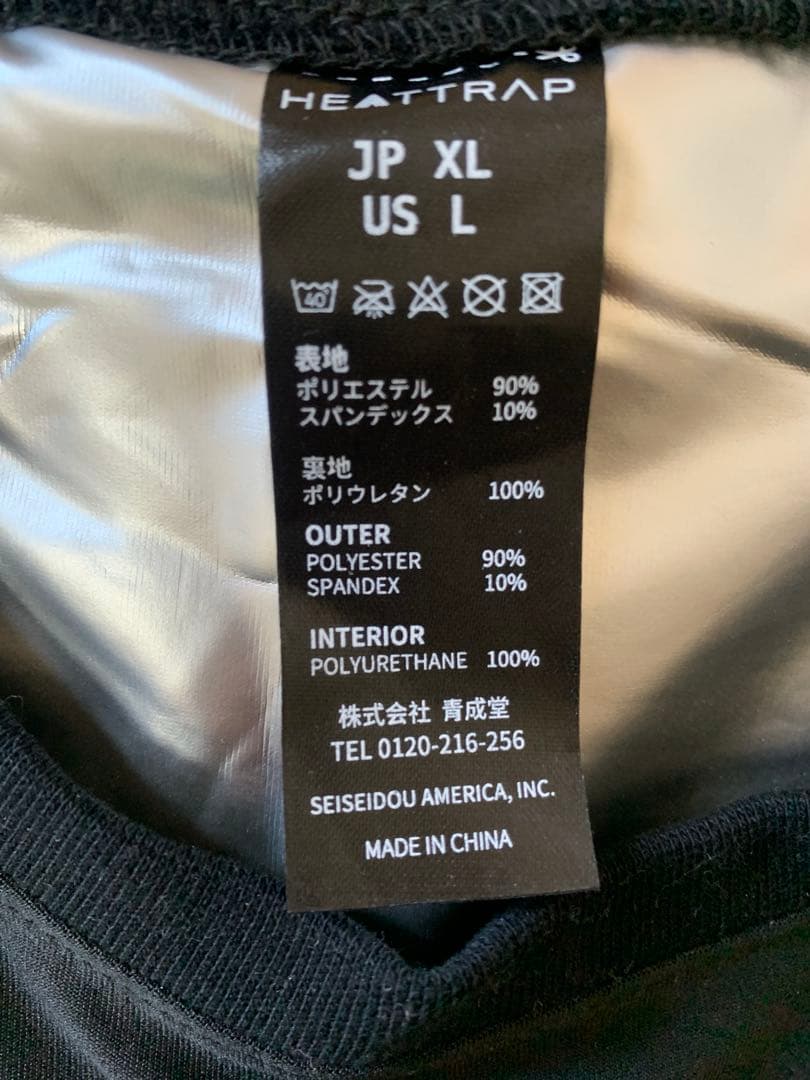 HEATTRAP
JP XL
US L
40
表地
ポリエステル 90%
スパンデックス 10%
裏地
ポリウレタン 100%
OUTER
POLYESTER 90%
SPANDEX 10%
INTERIOR
POLYURETHANE 100%
株式会社 青成堂
TEL 0120-216-256
SEISEIDOU AMERICA, INC.
MADE IN CHINA